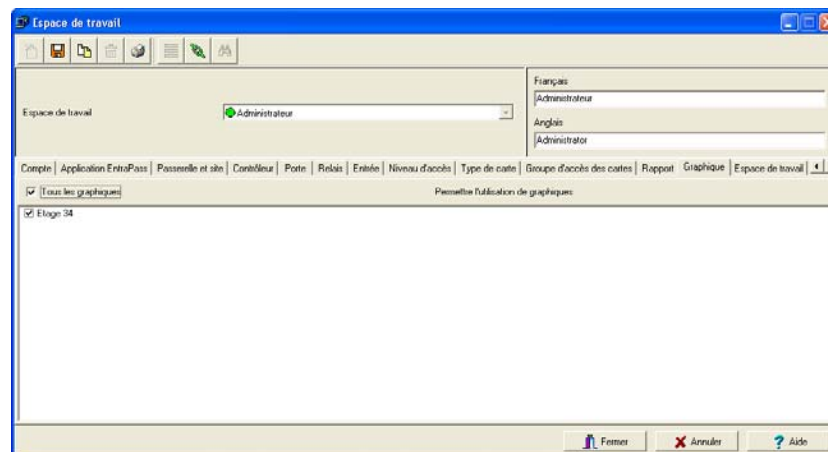 Espace de travail
Français
Administrateur
Espace de travail
Administrateur
Anglais
Administrator
Compte Application EntraPass Passerelle et site Contrôleur Porte Relais Entrée Niveau d'accès Type de carte Groupe d'accès des cartes Rapport Graphique Espace de travail
Tous les graphiques
Permettre l'utilisation de graphiques
Etage 34
Fermer Annuler ? Aide